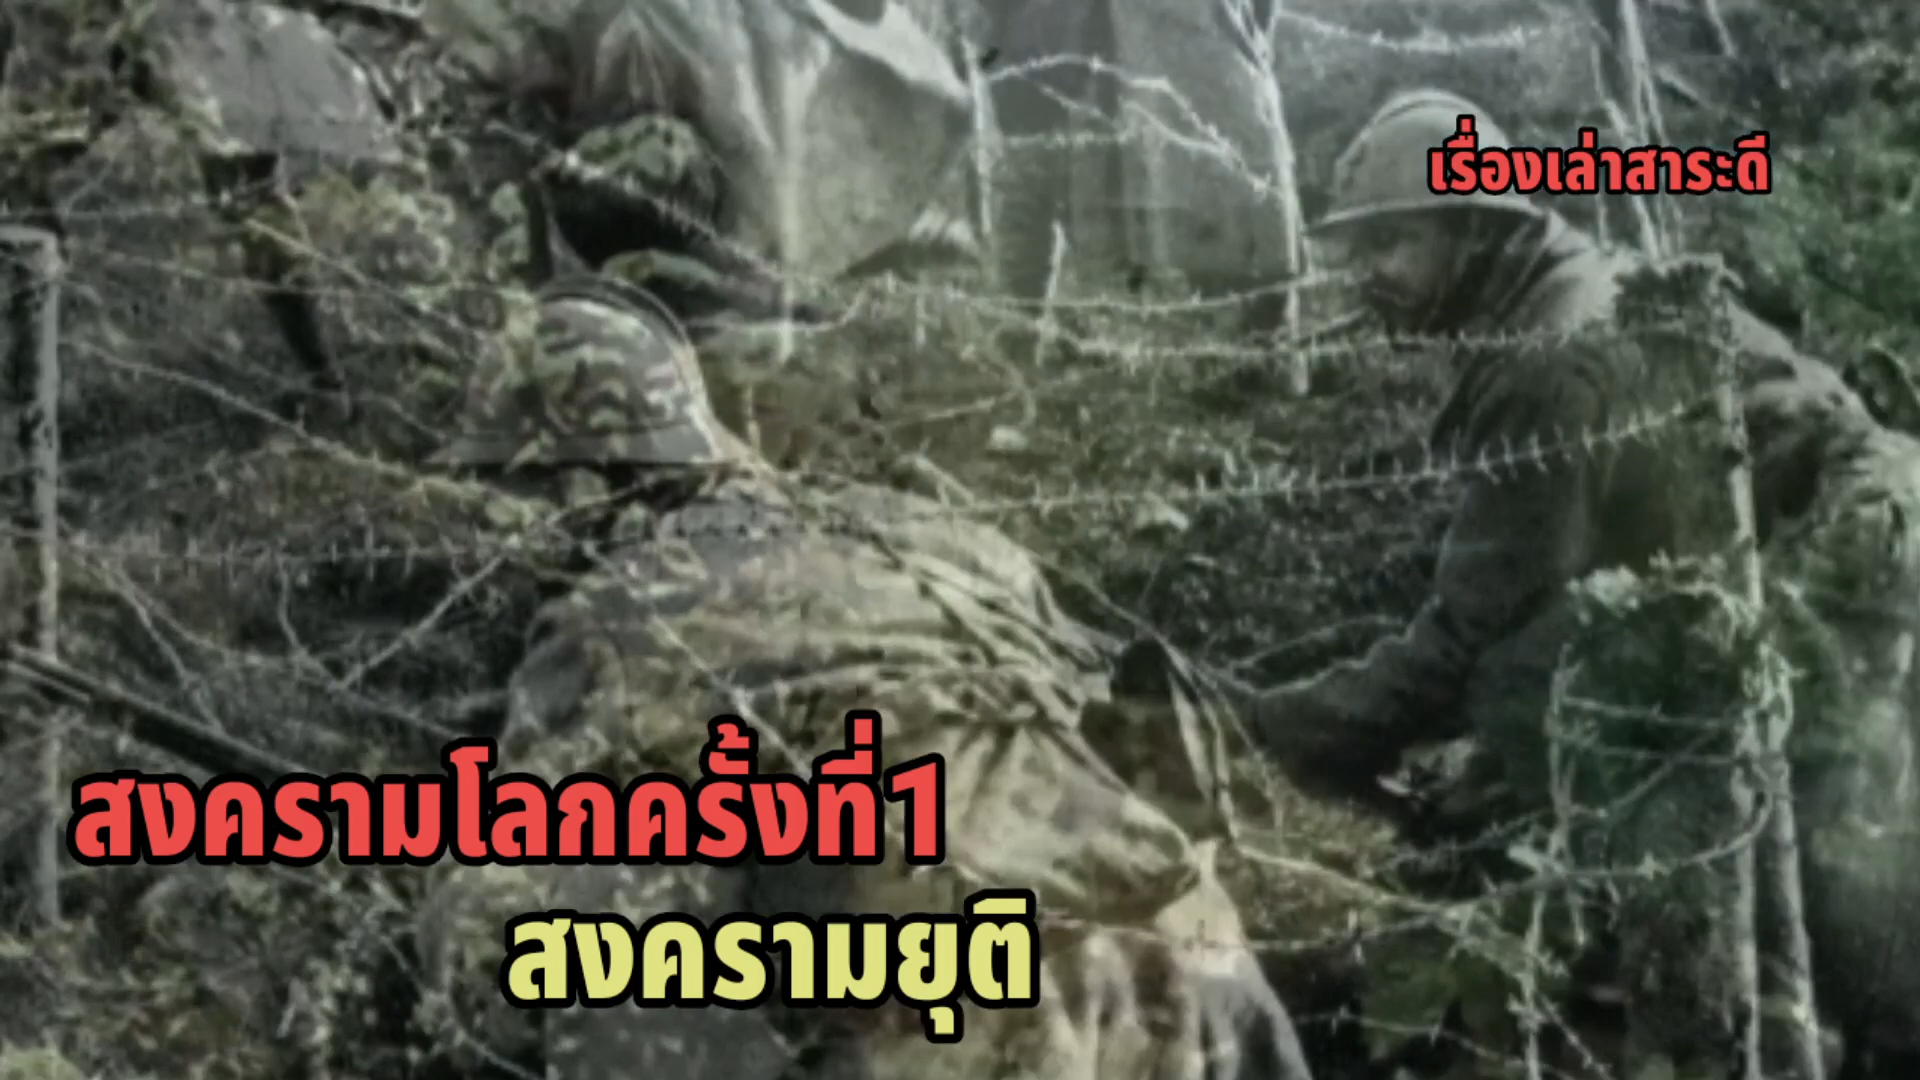 เรื่องเล่าสาระดี
สงครามโลกครั้งที่1
สงครามยุติ